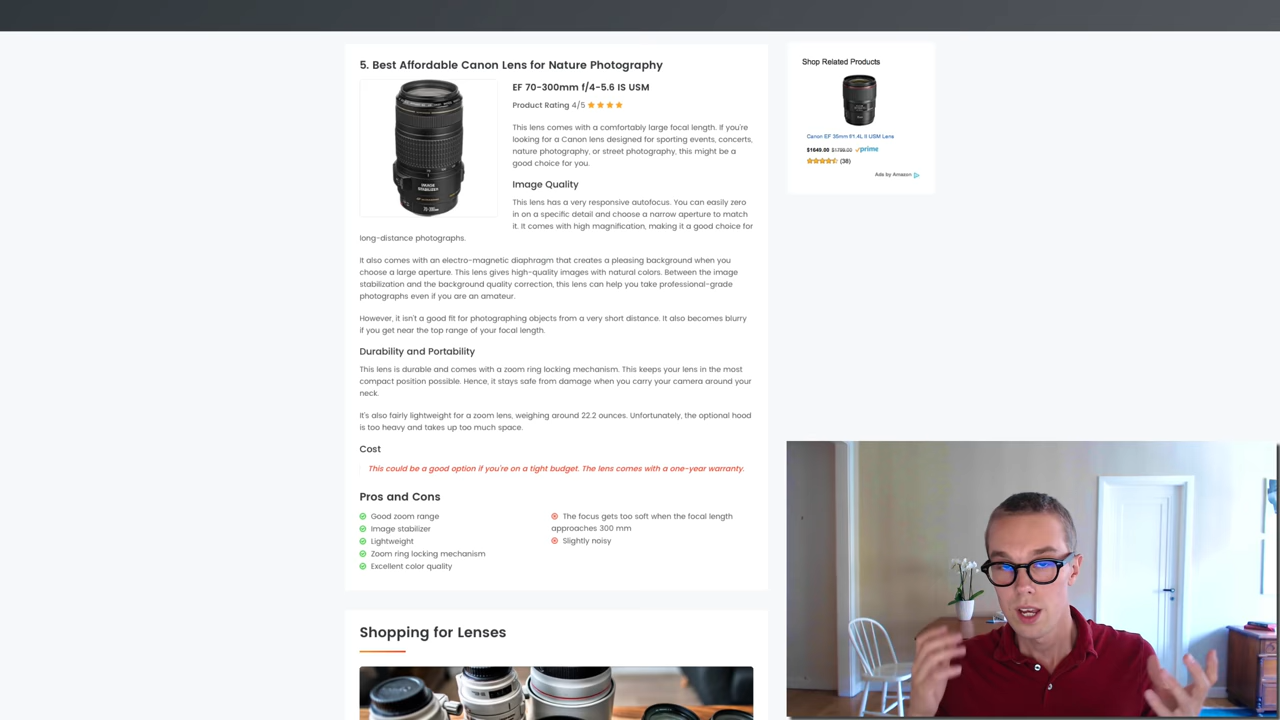 5. Best Affordable Canon Lens for Nature Photography
EF 70-300mm f/4-5.6 IS USM
Product Rating 4/5
This lens comes with a comfortably large focal length. If you're
looking for a Canon lens designed for sporting events, concerts,
nature photography, or street photography, this might be a
good choice for you.
Image Quality
This lens has a very responsive autofocus. You can easily zero
in on a specific detail and choose a narrow aperture to match
it. It comes with high magnification, making it a good choice for
long-distance photographs.
It also comes with an electro-magnetic diaphragm that creates a pleasing background when you
choose a large aperture. This lens gives high-quality images with natural colors. Between the image
stabilization and the background quality correction, this lens can help you take professional-grade
photographs even if you are an amateur.
However, it isn't a good fit for photographing objects from a very short distance. It also becomes blurry
if you get near the top range of your focal length.
Durability and Portability
This lens is durable and comes with a zoom ring locking mechanism. This keeps your lens in the most
compact position possible. Hence, it stays safe from damage when you carry your camera around your
neck.
It's also fairly lightweight for a zoom lens, weighing around 22.2 ounces. Unfortunately, the optional hood
is too heavy and takes up too much space.
Cost
This could be a good option if you're on a tight budget. The lens comes with a one-year warranty.
Pros and Cons
Good zoom range
Image stabilizer
Lightweight
Zoom ring locking mechanism
Excellent color quality
The focus gets too soft when the focal length
approaches 300 mm
Slightly noisy
Shopping for Lenses
IMAGE
STABILIZER
Shop Related Products
Canon EF 35mm f/1.4L II USM Lens
$1649.00 $1799.00 prime
(38)
Ads by Amazon